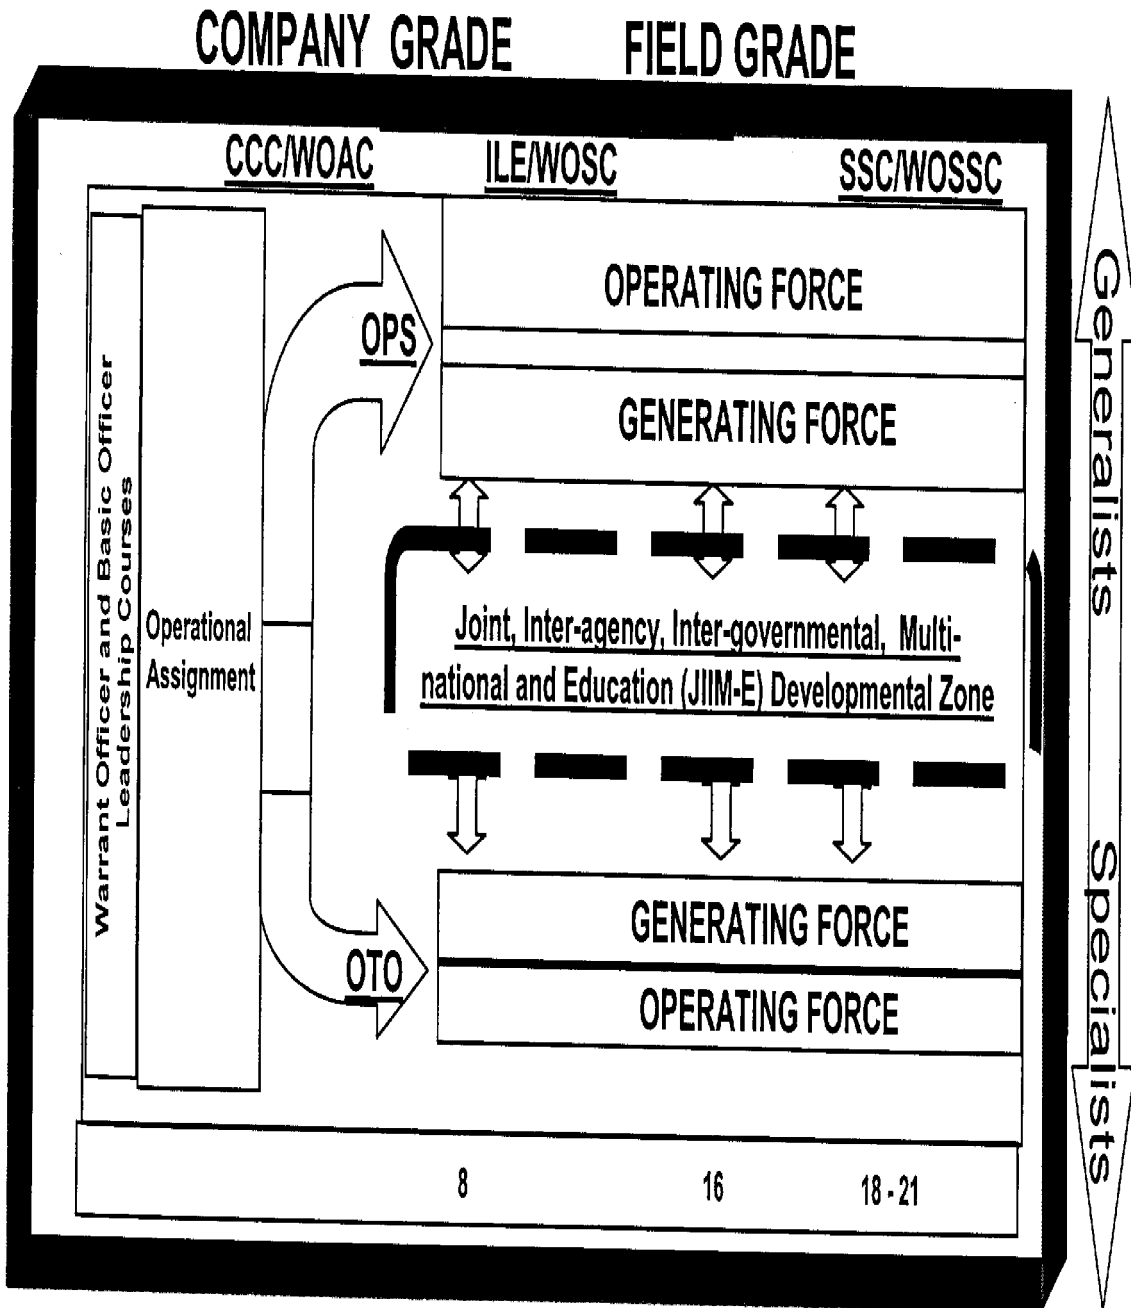 COMPANY GRADE FIELD GRADE
CCC/WOAC ILE/WOSC SSC/WOSSC
Warrant Officer and Basic Officer
Leadership Courses
Operational
Assignment
OPS
OPERATING FORCE
GENERATING FORCE
Joint, Inter-agency, Inter-governmental, Multi-
national and Education (JIIM-E) Developmental Zone
OTO
GENERATING FORCE
OPERATING FORCE
8 16 18 - 21
Generalists
Specialists